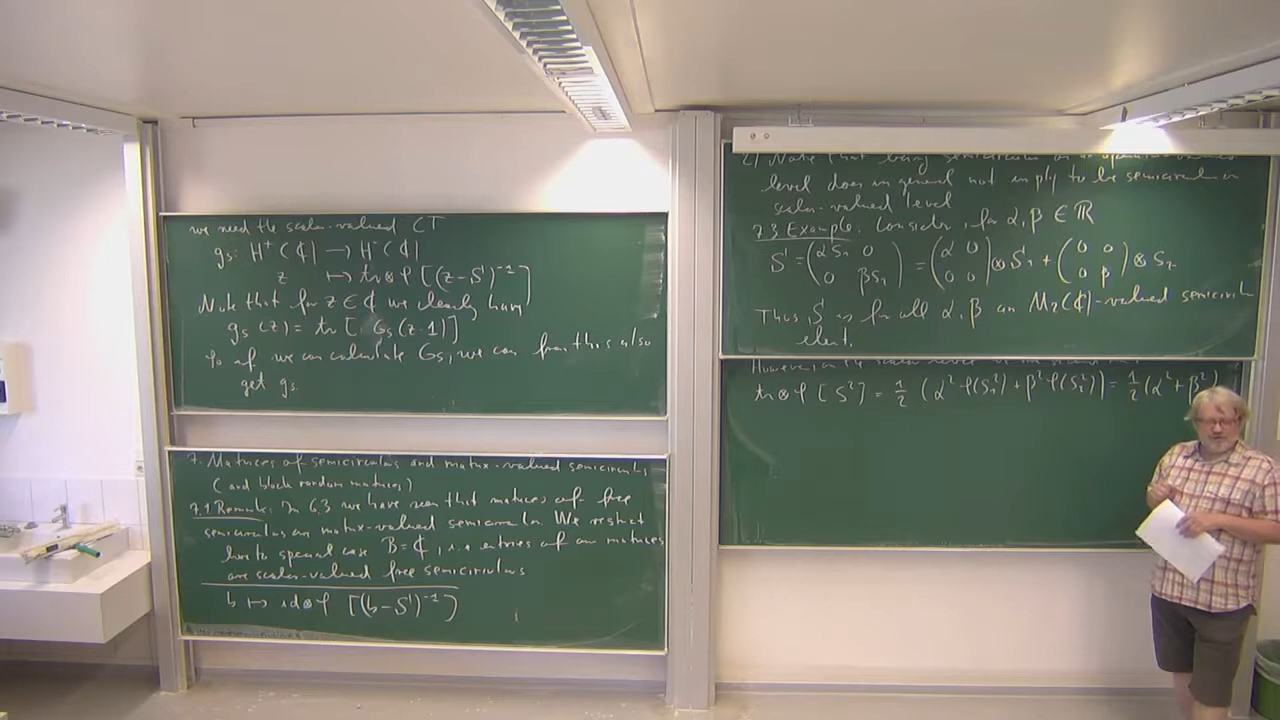 we need the scalar-valued CT
g_S: H⁺(ℂ) → H⁻(ℂ)
z ↦ tr⊗φ [(z-S)⁻¹]
Note that for z ∈ ℂ we clearly have
g_S(z) = tr [ G_S(z·1)]
So if we can calculate G_S, we can from this also
get g_S.
7. Matrices of semicirculars and matrix-valued semicirculars
(and block random matrices)
7.1 Remark: In 6.3 we have seen that matrices of free
semicirculars are matrix-valued semicircular. We restrict
here to special case B=ℂ, i.e. entries of our matrices
are scalar-valued free semicirculars
b ↦ id⊗φ [(b-S)⁻¹]
2) Note that being semicircular on operator-valued
level does in general not imply to be semicircular on
scalar-valued level
7.3 Example: Consider, for α, β ∈ ℝ
S = (αS₁ 0 0 βS₂) = (α 0 0 0) ⊗ S₁ + (0 0 0 β) ⊗ S₂
Thus, S is for all α, β an M₂(ℂ)-valued semicircular
element.
However, on the scalar level
tr⊗φ [S²] = 1/2 (α² φ(S₁²) + β² φ(S₂²)) = 1/2 (α² + β²)